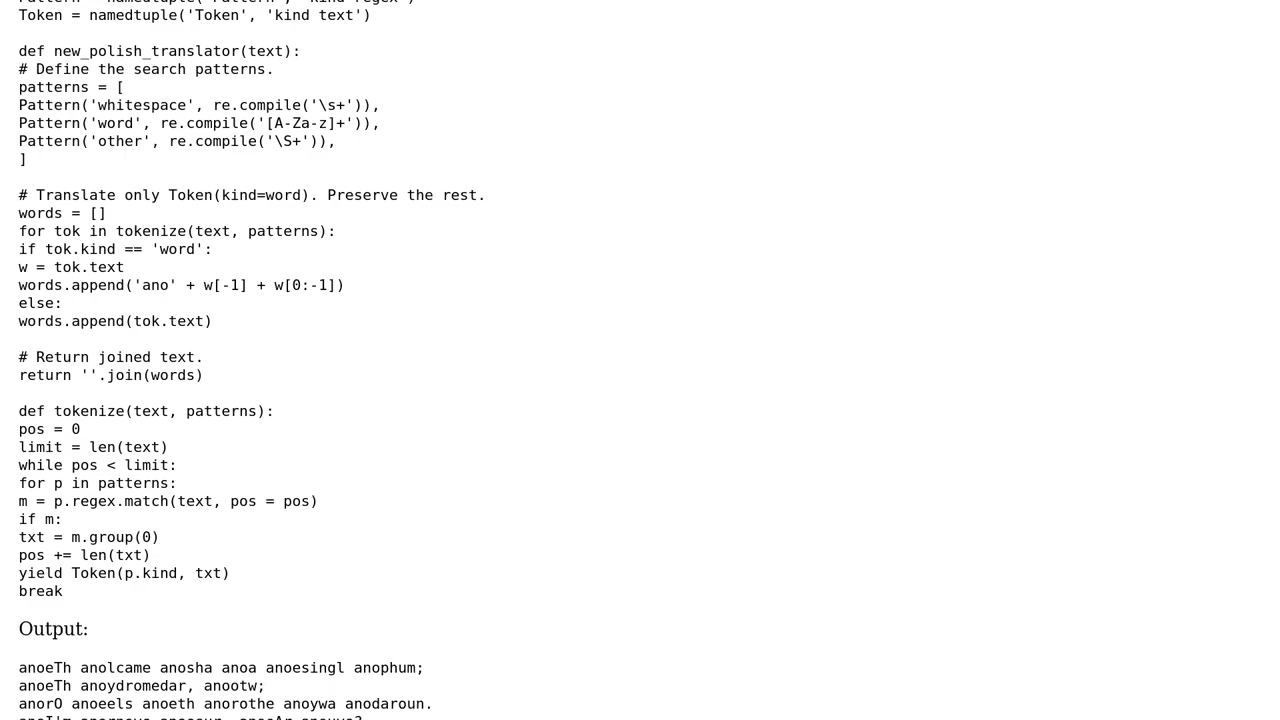 Token = namedtuple('Token', 'kind text')
def new_polish_translator(text):
# Define the search patterns.
patterns = [
Pattern('whitespace', re.compile('\s+')),
Pattern('word', re.compile('[A-Za-z]+')),
Pattern('other', re.compile('\S+')),
]
# Translate only Token(kind=word). Preserve the rest.
words = []
for tok in tokenize(text, patterns):
if tok.kind == 'word':
w = tok.text
words.append('ano' + w[-1] + w[0:-1])
else:
words.append(tok.text)
# Return joined text.
return ''.join(words)
def tokenize(text, patterns):
pos = 0
limit = len(text)
while pos < limit:
for p in patterns:
m = p.regex.match(text, pos = pos)
if m:
txt = m.group(0)
pos += len(txt)
yield Token(p.kind, txt)
break
Output:
anoeTh anolcame anosha anoa anoesingl anophum;
anoeTh anoydromedar, anootw;
anorO anoeels anoeth anorothe anoywa anodaroun.